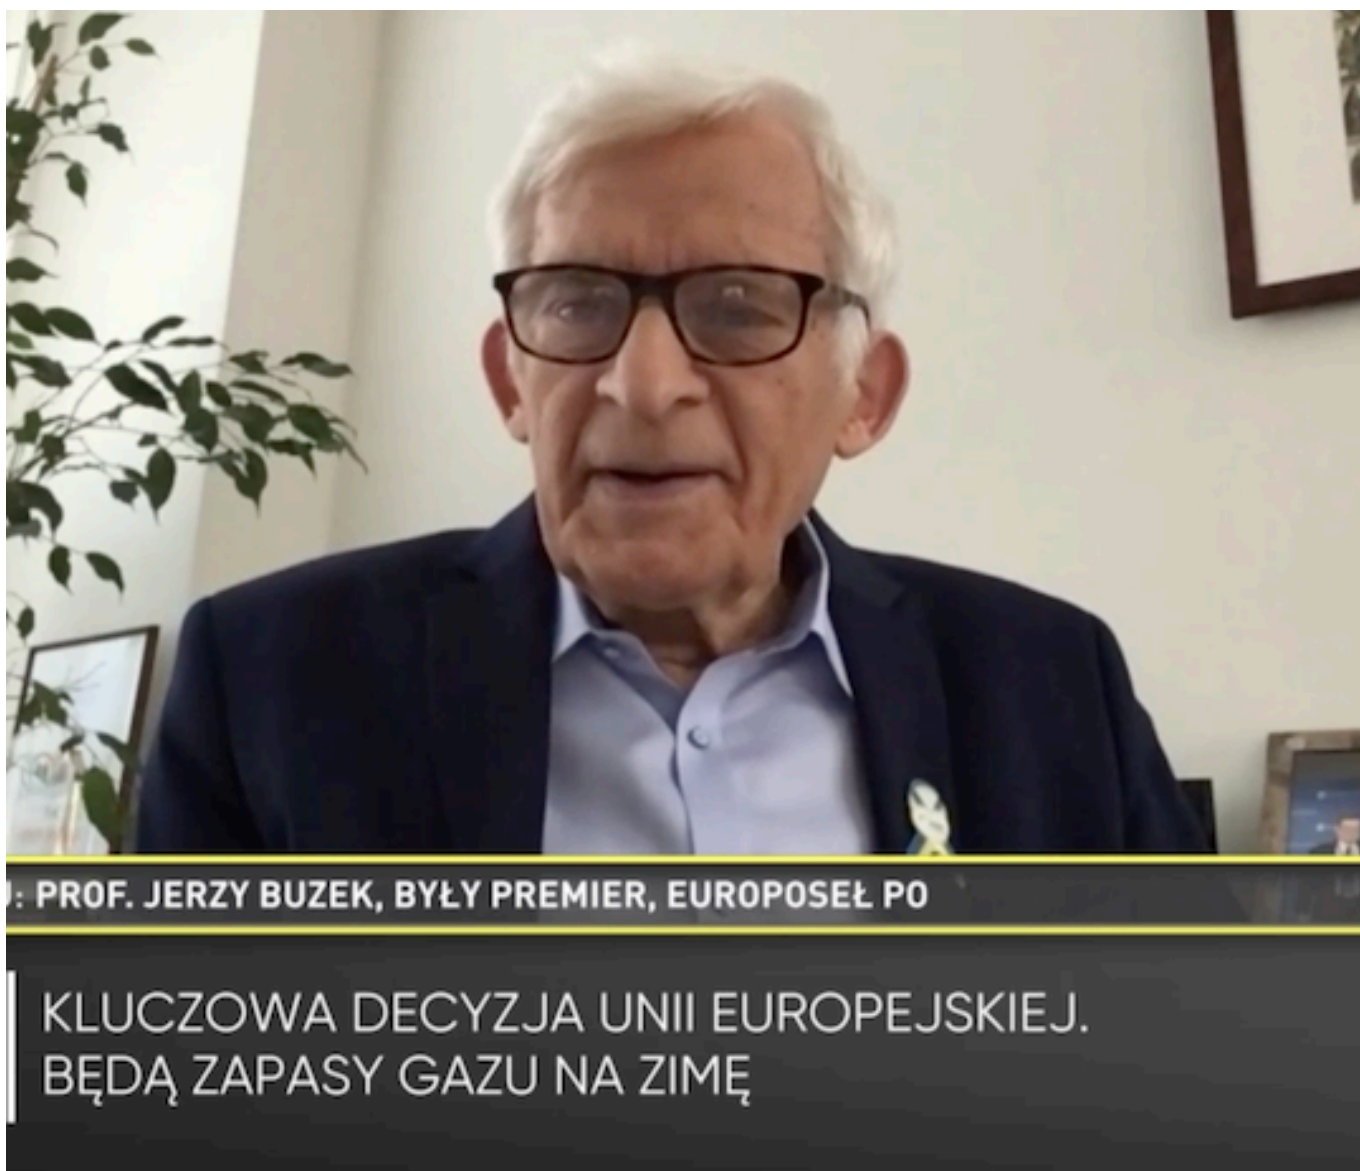 : PROF. JERZY BUZEK, BYŁY PREMIER, EUROPOSEŁ PO
KLUCZOWA DECYZJA UNII EUROPEJSKIEJ.
BĘDĄ ZAPASY GAZU NA ZIMĘ